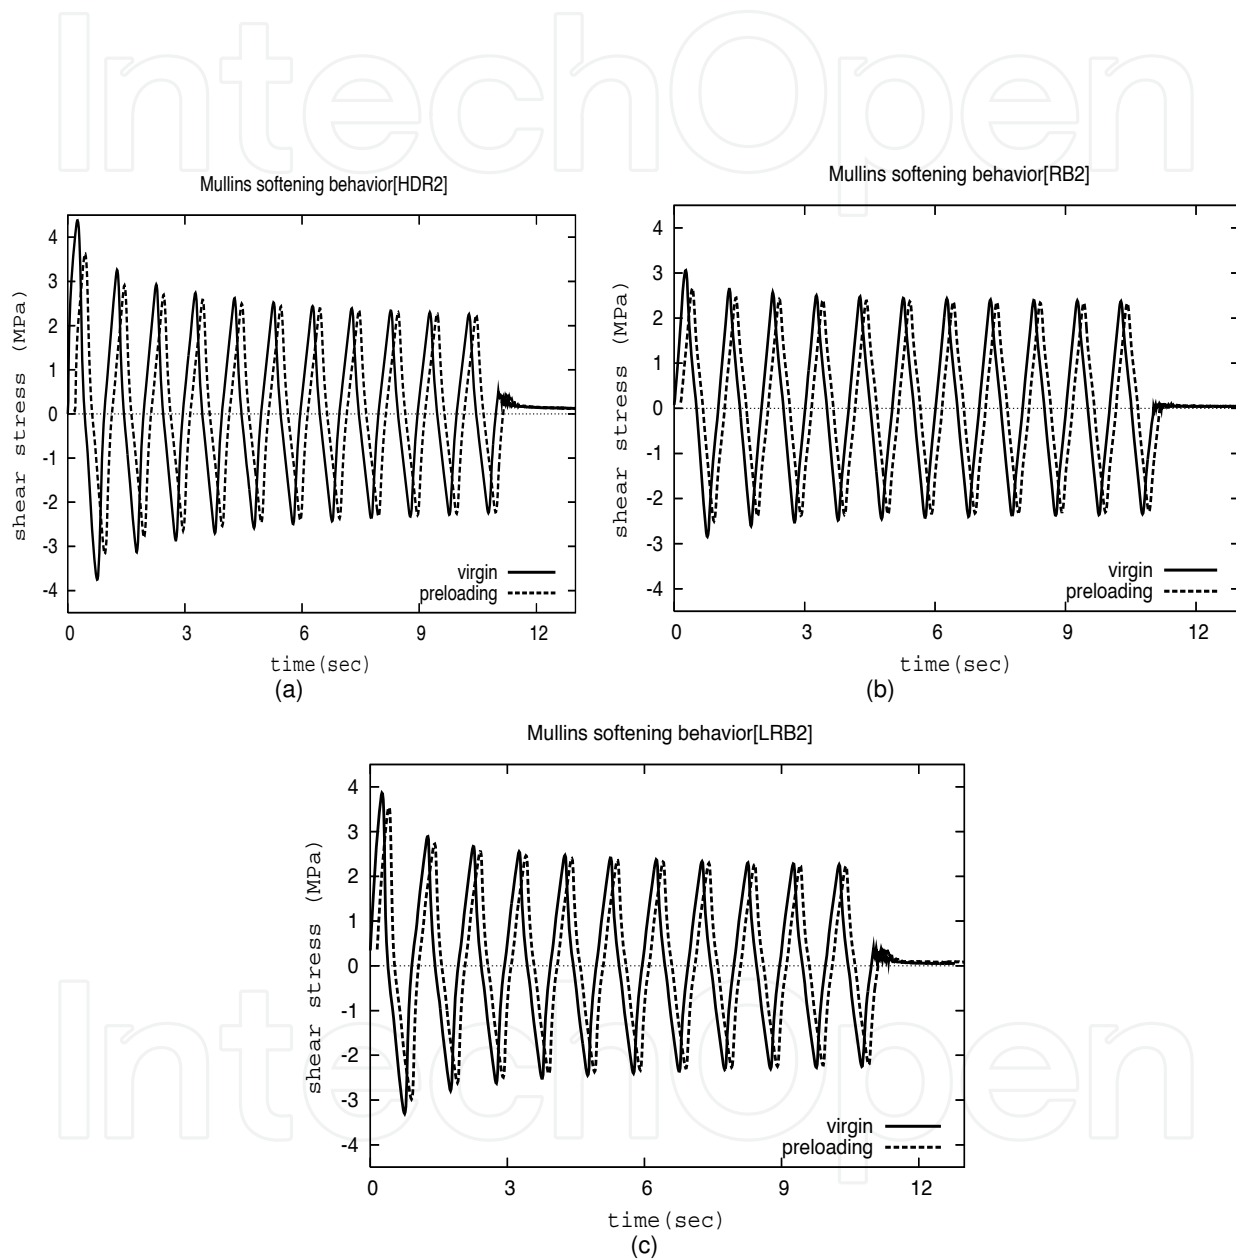 IntechOpen
Mullins softening behavior[HDR2]
4
3
2
1
0
-1
-2
-3
-4
shear stress (MPa)
virgin
preloading
0 3 6 9 12
time(sec)
(a)
Mullins softening behavior[RB2]
4
3
2
1
0
-1
-2
-3
-4
shear stress (MPa)
virgin
preloading
0 3 6 9 12
time(sec)
(b)
Mullins softening behavior[LRB2]
4
3
2
1
0
-1
-2
-3
-4
shear stress (MPa)
virgin
preloading
0 3 6 9 12
time(sec)
(c)
IntechOpen